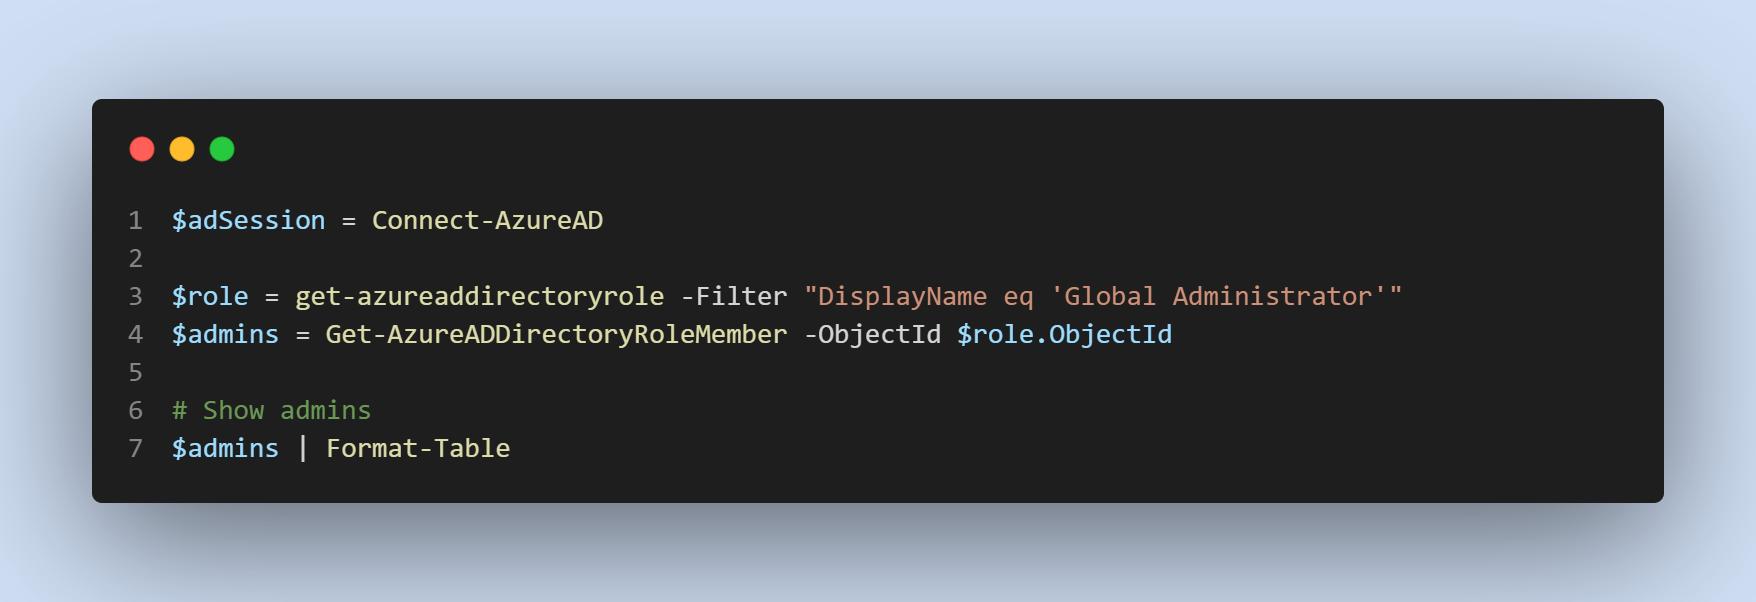 1 $adSession = Connect-AzureAD
2
3 $role = get-azureaddirectoryrole -Filter "DisplayName eq 'Global Administrator'"
4 $admins = Get-AzureADDirectoryRoleMember -ObjectId $role.ObjectId
5
6 # Show admins
7 $admins | Format-Table